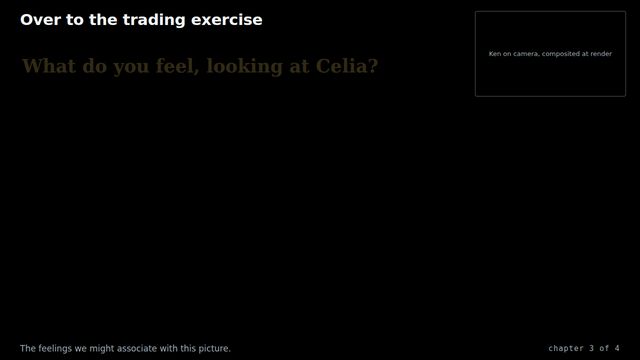 Over to the trading exercise
Ken on camera, composited at render
What do you feel, looking at Celia?
The feelings we might associate with this picture.
chapter 3 of 4